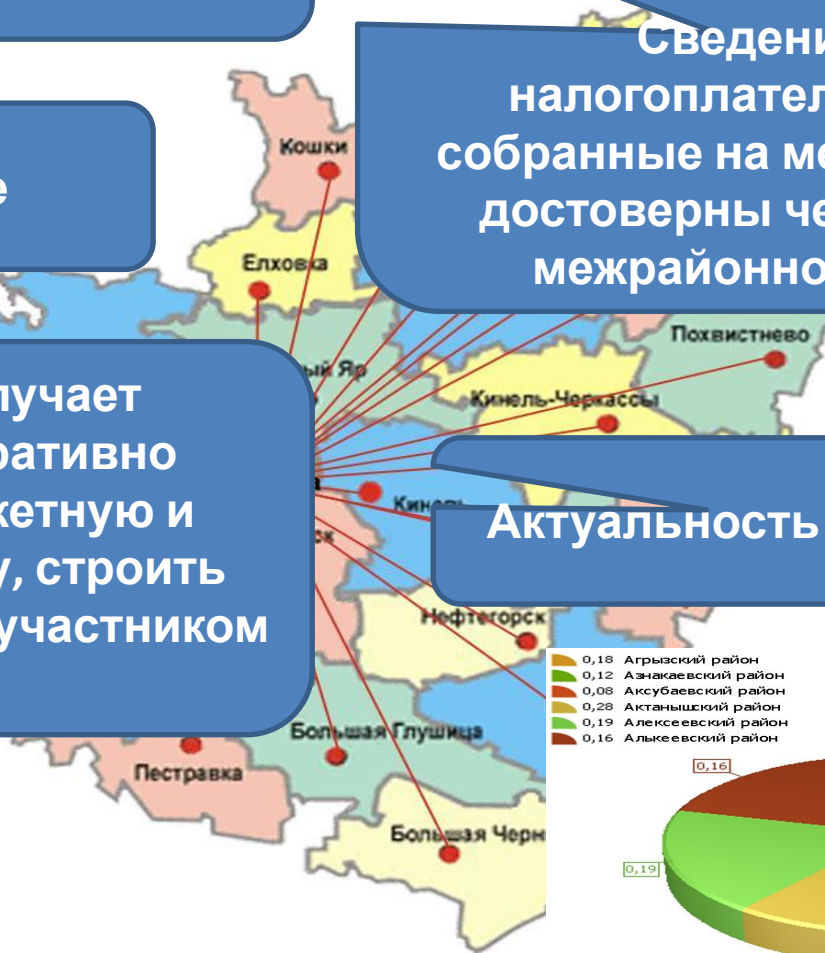 Сведени
налогоплател
собранные на ме
достоверны че
межрайонно
Кошки
е
Елховка
Похвистнево
ый Яр
лучает
ративно
кетную и
у, строить
участником
Кинель-Черкассы
Кинель
ск
Актуальность
Нефтегорск
0,18 Агрызский район
0,12 Азнакаевский район
0,08 Аксубаевский район
0,28 Актанышский район
0,19 Алексеевский район
0,16 Алькеевский район
Большая Глушица
Пестравка
0,16
Большая Черн
0,19